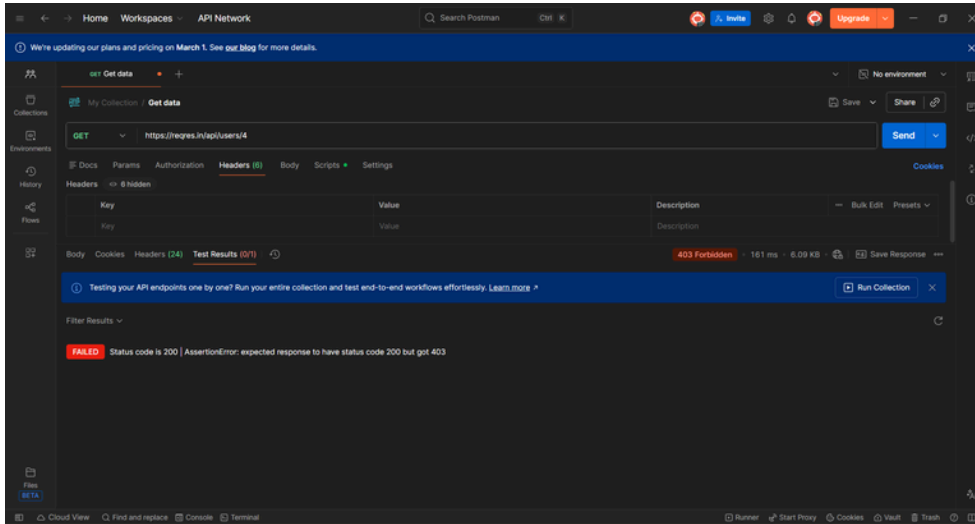 Home Workspaces API Network Search Postman Ctrl K Invite Upgrade
We're updating our plans and pricing on March 1. See our blog for more details.
GET Get data No environment
My Collection / Get data Save Share
Collections
GET https://reqres.in/api/users/4 Send
Environments
Docs Params Authorization Headers (6) Body Scripts Settings Cookies
History
Headers 6 hidden
Key Value Description Bulk Edit Presets
Flows
Key Value Description
Body Cookies Headers (24) Test Results (0/1) 403 Forbidden 161 ms 6.09 KB Save Response
Testing your API endpoints one by one? Run your entire collection and test end-to-end workflows effortlessly. Learn more Run Collection
Filter Results
FAILED Status code is 200 | AssertionError: expected response to have status code 200 but got 403
Files
BETA
Cloud View Find and replace Console Terminal Runner Start Proxy Cookies Vault Trash